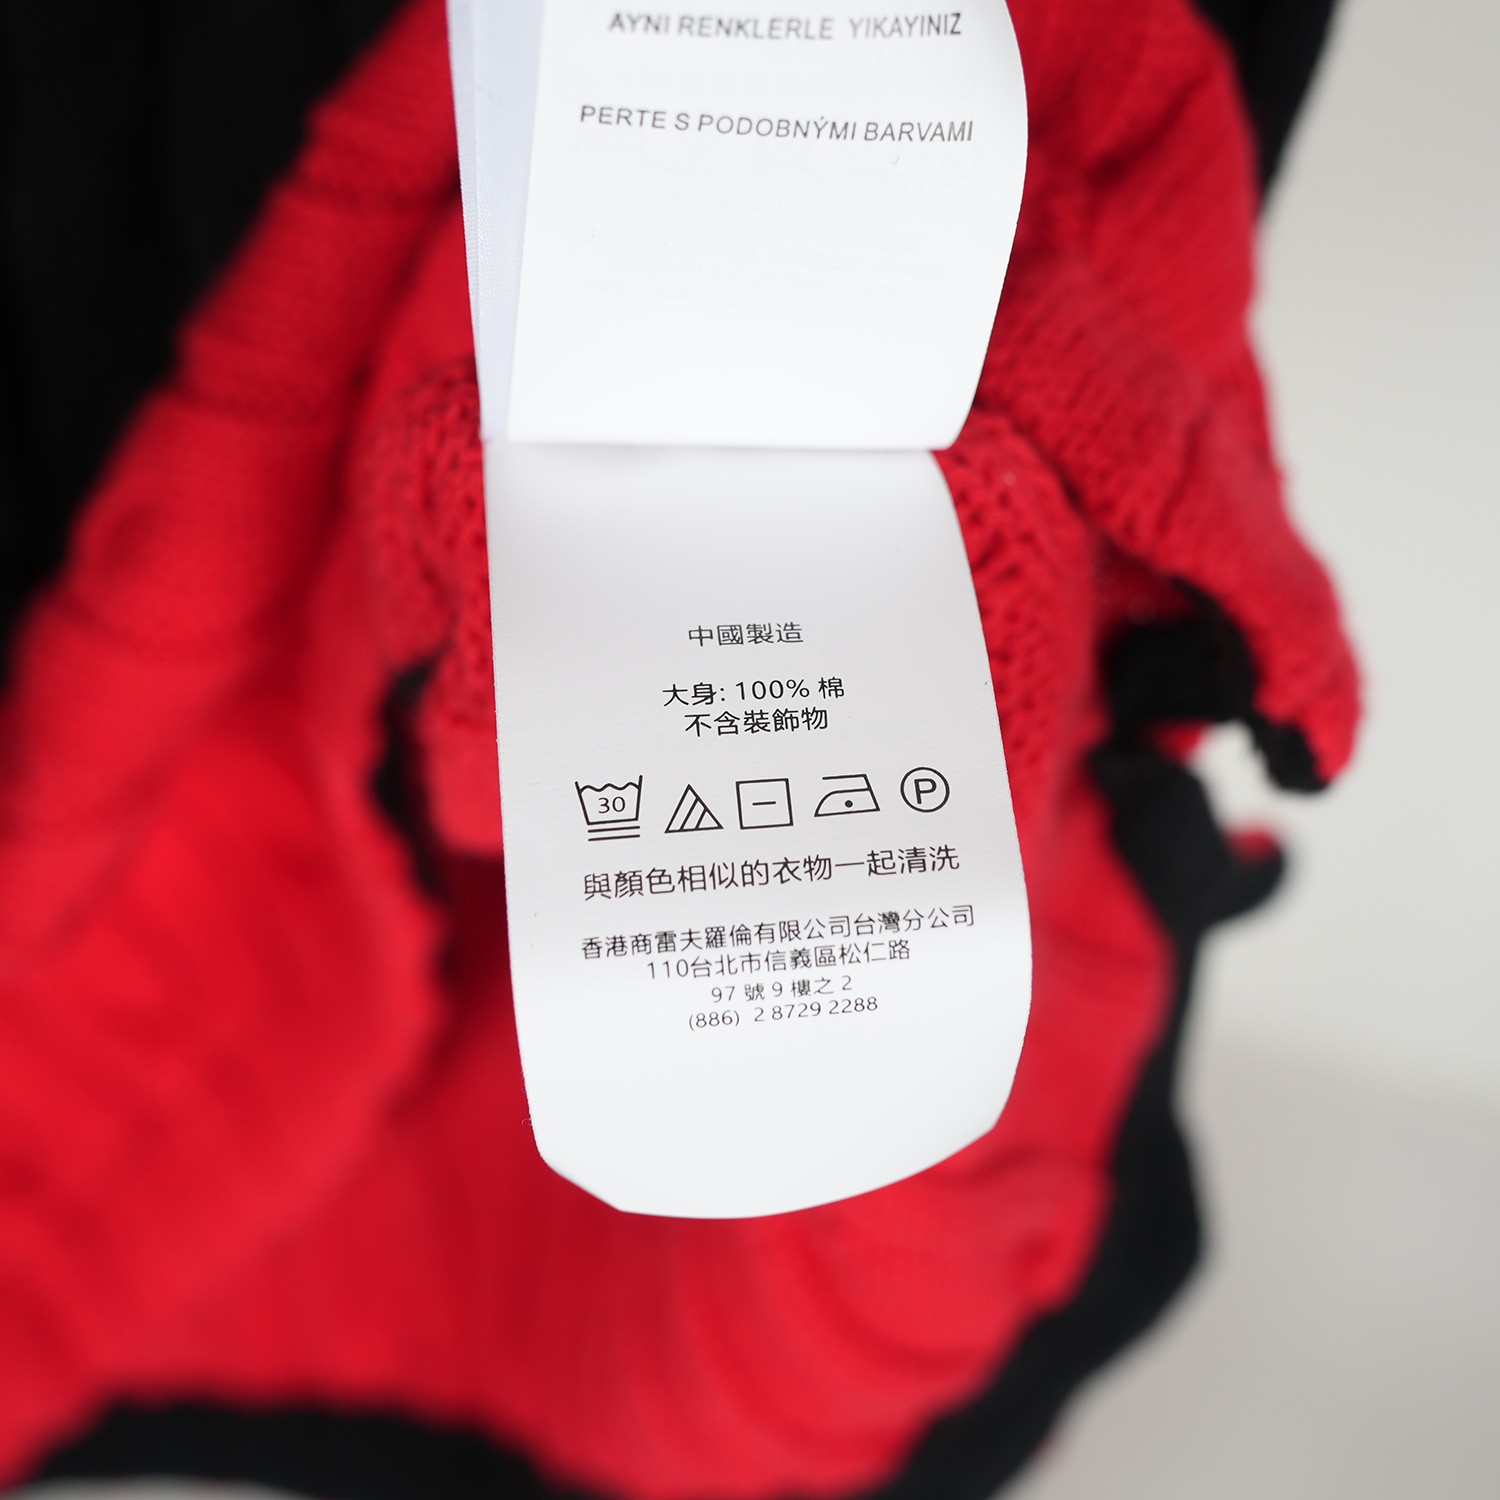 AYNI RENKLERLE YIKAYINIZ
PERTE S PODOBNÝMI BARVAMI
中國製造
大身: 100% 棉
不含裝飾物
30
P
與顏色相似的衣物一起清洗
香港商雷夫羅倫有限公司台灣分公司
110台北市信義區松仁路
97 號 9 樓之 2
(886) 2 8729 2288